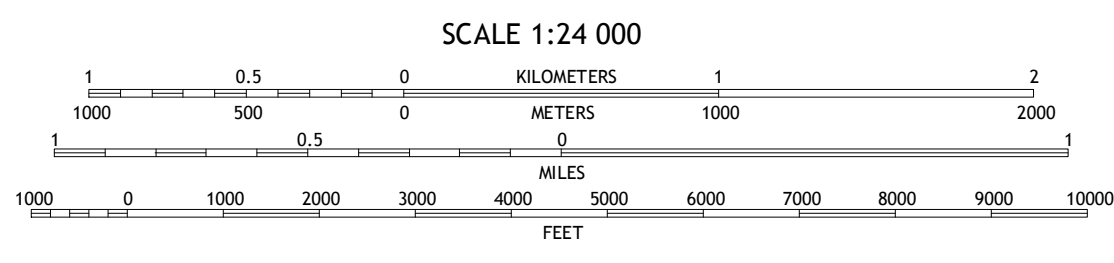 SCALE 1:24 000
1 0.5 0 KILOMETERS 1 2
1000 500 0 METERS 1000 2000
1 0.5 0 1
MILES
1000 0 1000 2000 3000 4000 5000 6000 7000 8000 9000 10000
FEET